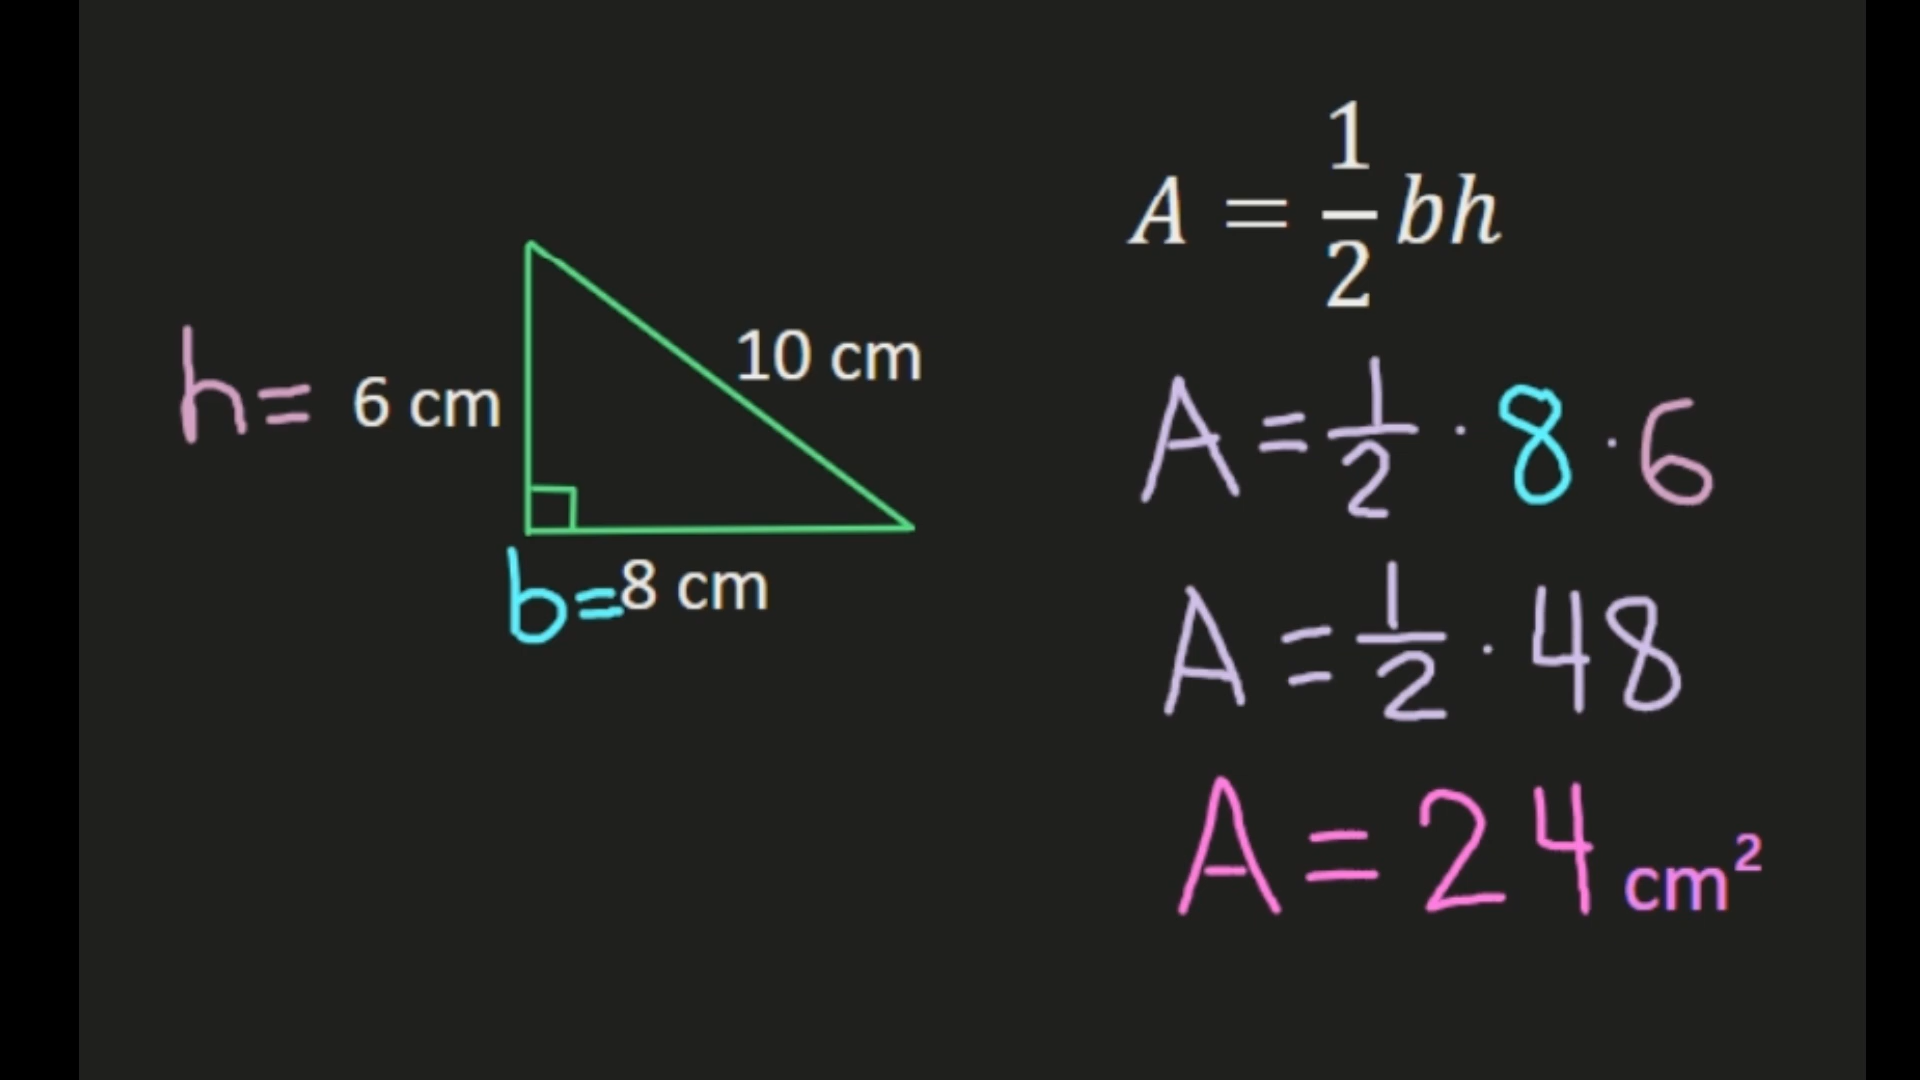 A = 1/2 bh
h= 6 cm
10 cm
b=8 cm
A = 1/2 · 8 · 6
A = 1/2 · 48
A = 24 cm²